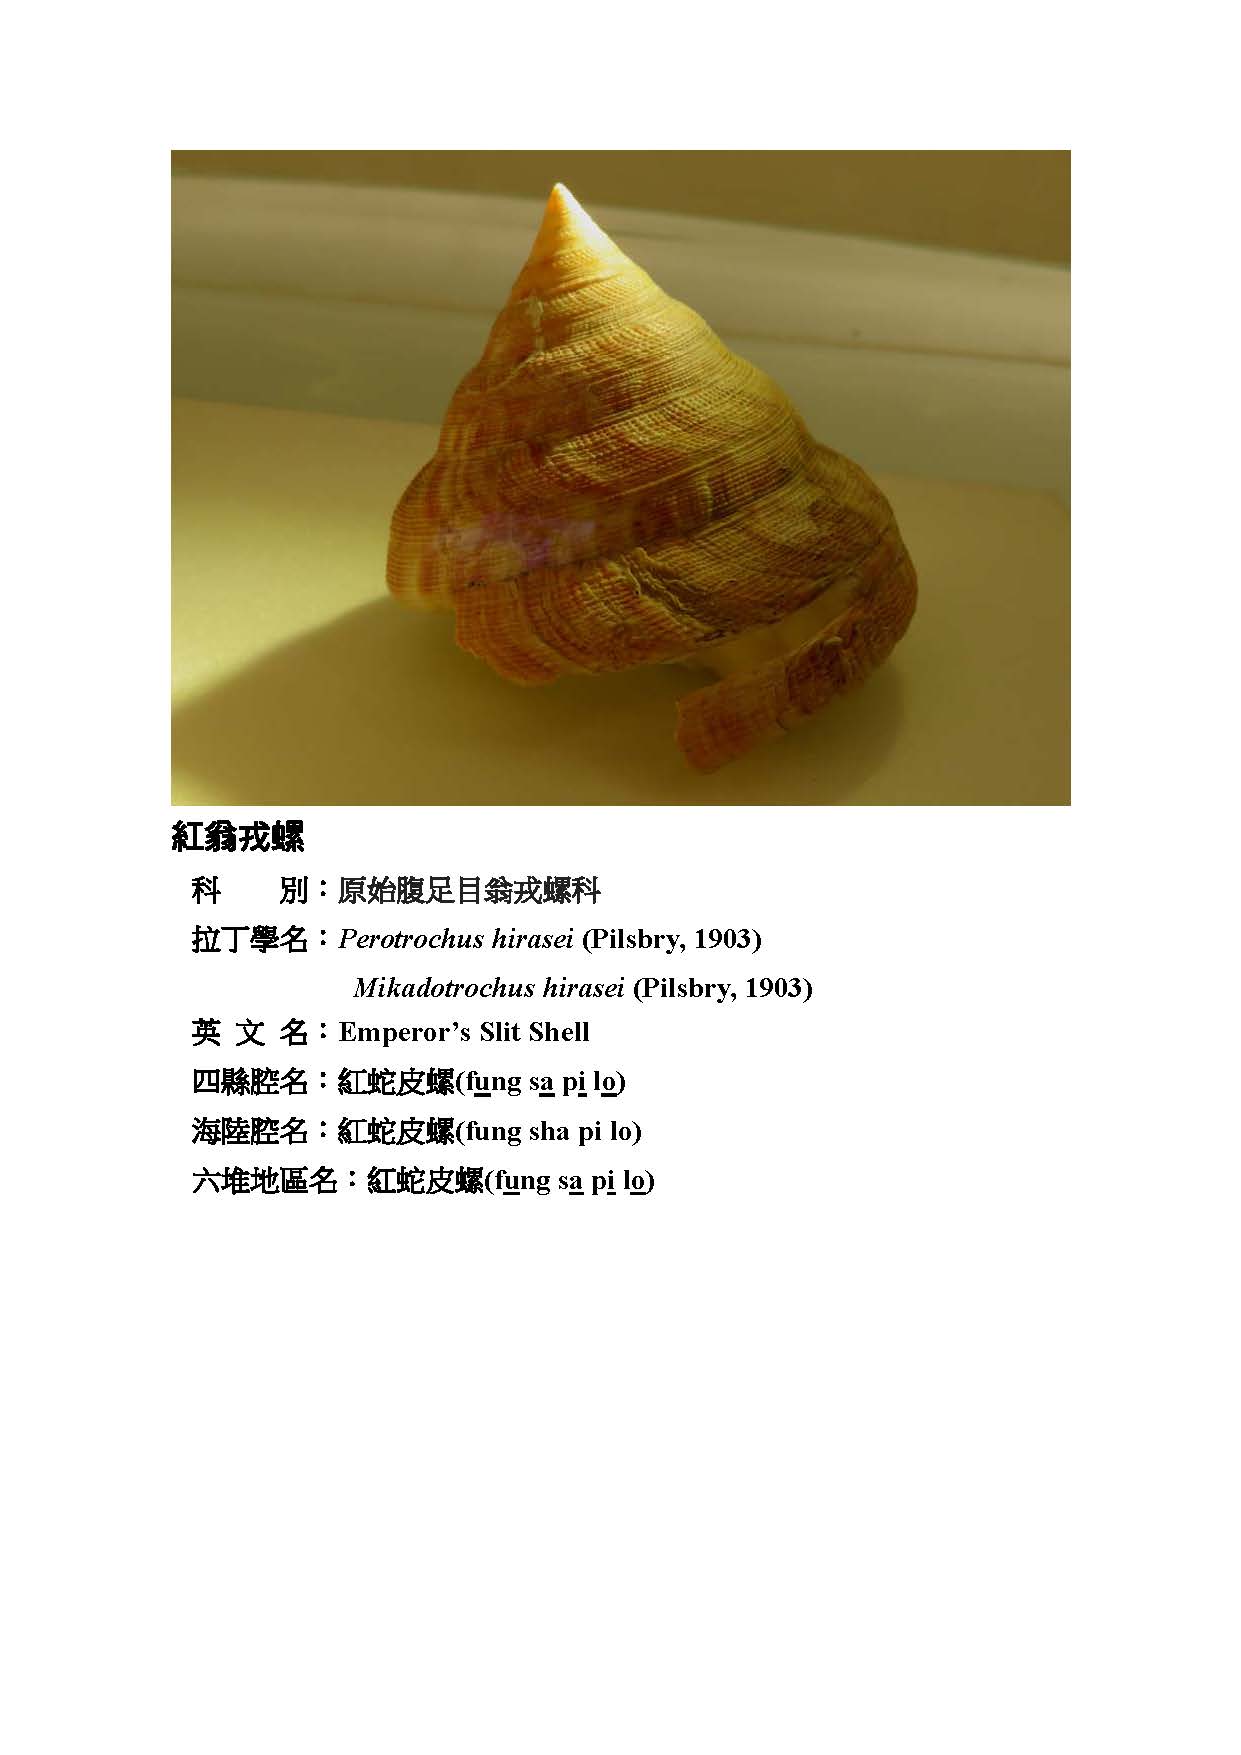 紅翁戎螺
科　　別：原始腹足目翁戎螺科
拉丁學名：Perotrochus hirasei (Pilsbry, 1903)
Mikadotrochus hirasei (Pilsbry, 1903)
英 文 名：Emperor’s Slit Shell
四縣腔名：紅蛇皮螺(fung sa pi lo)
海陸腔名：紅蛇皮螺(fung sha pi lo)
六堆地區名：紅蛇皮螺(fung sa pi lo)